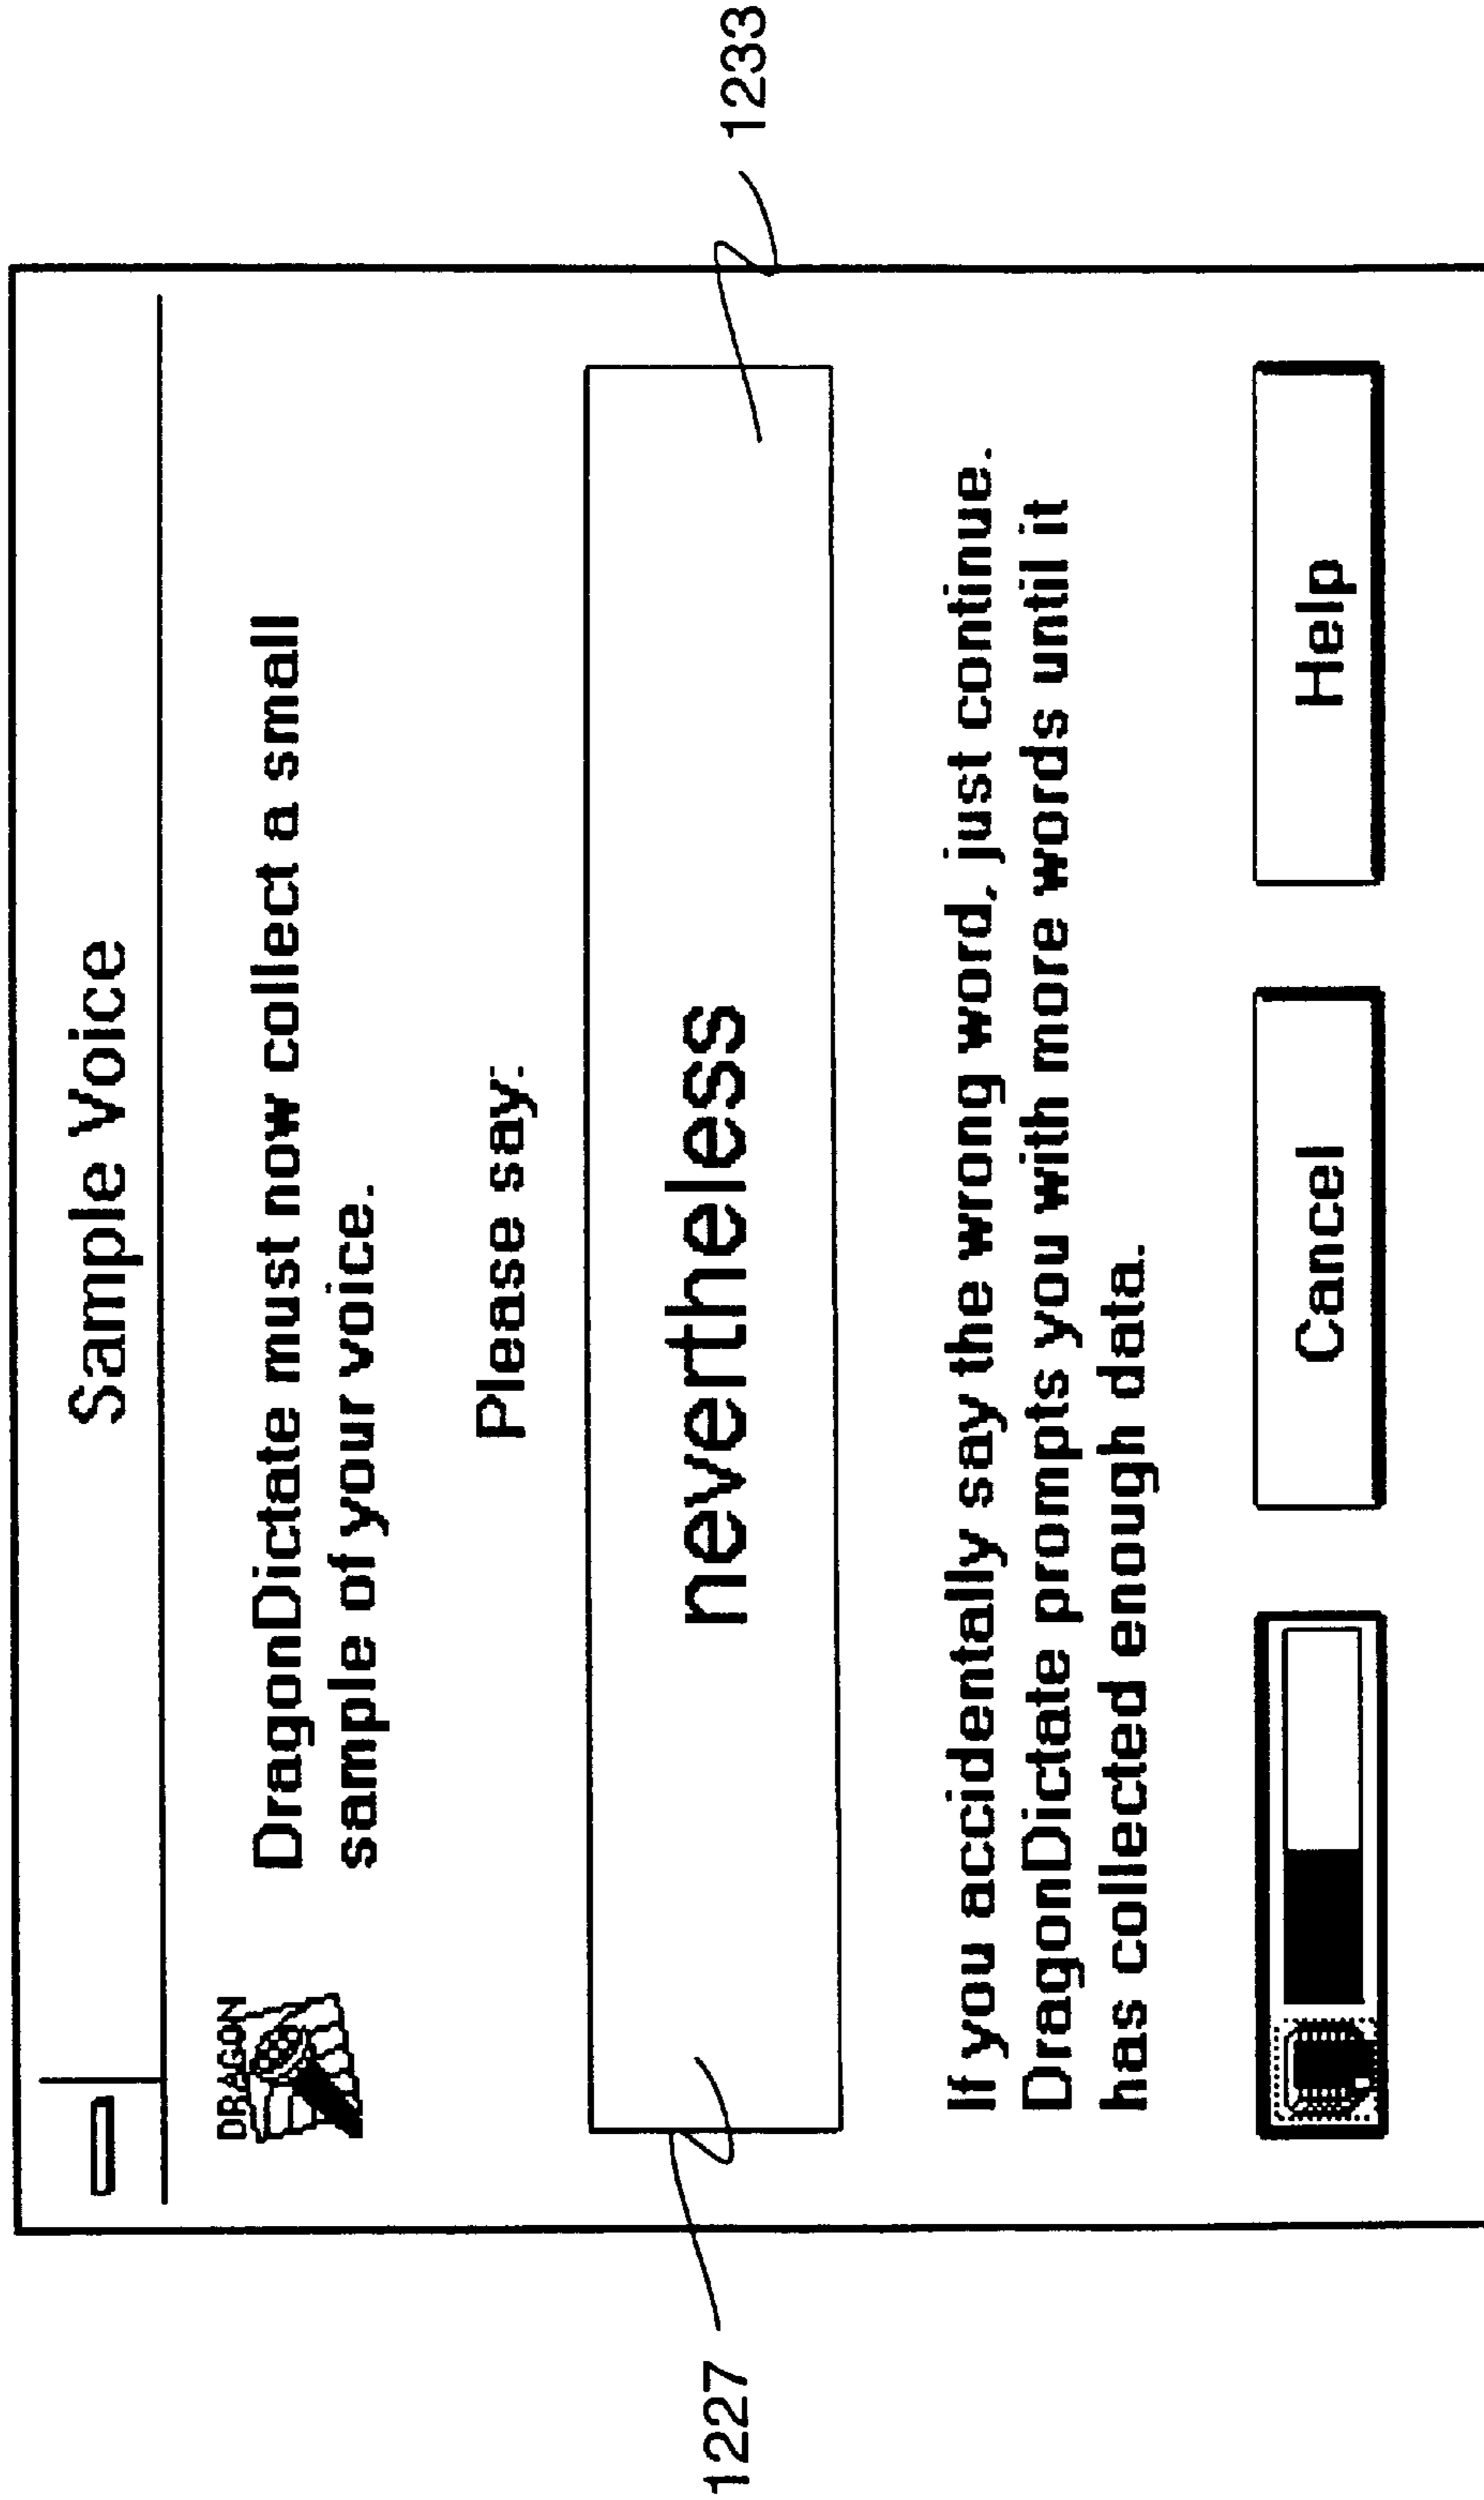 Sample Voice
DRAGON
DragonDictate must now collect a small
sample of your voice.
Please say:
nevertheless
1227
1233
If you accidentally say the wrong word, just continue.
DragonDictate prompts you with more words until it
has collected enough data.
Cancel
Help